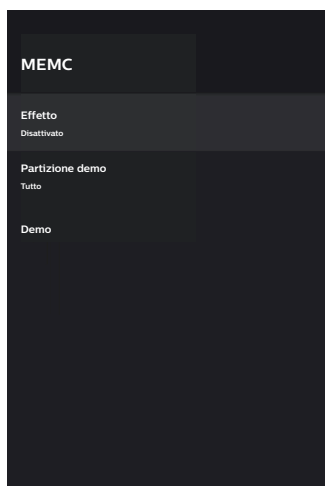 MEMC
Effetto
Disattivato
Partizione demo
Tutto
Demo